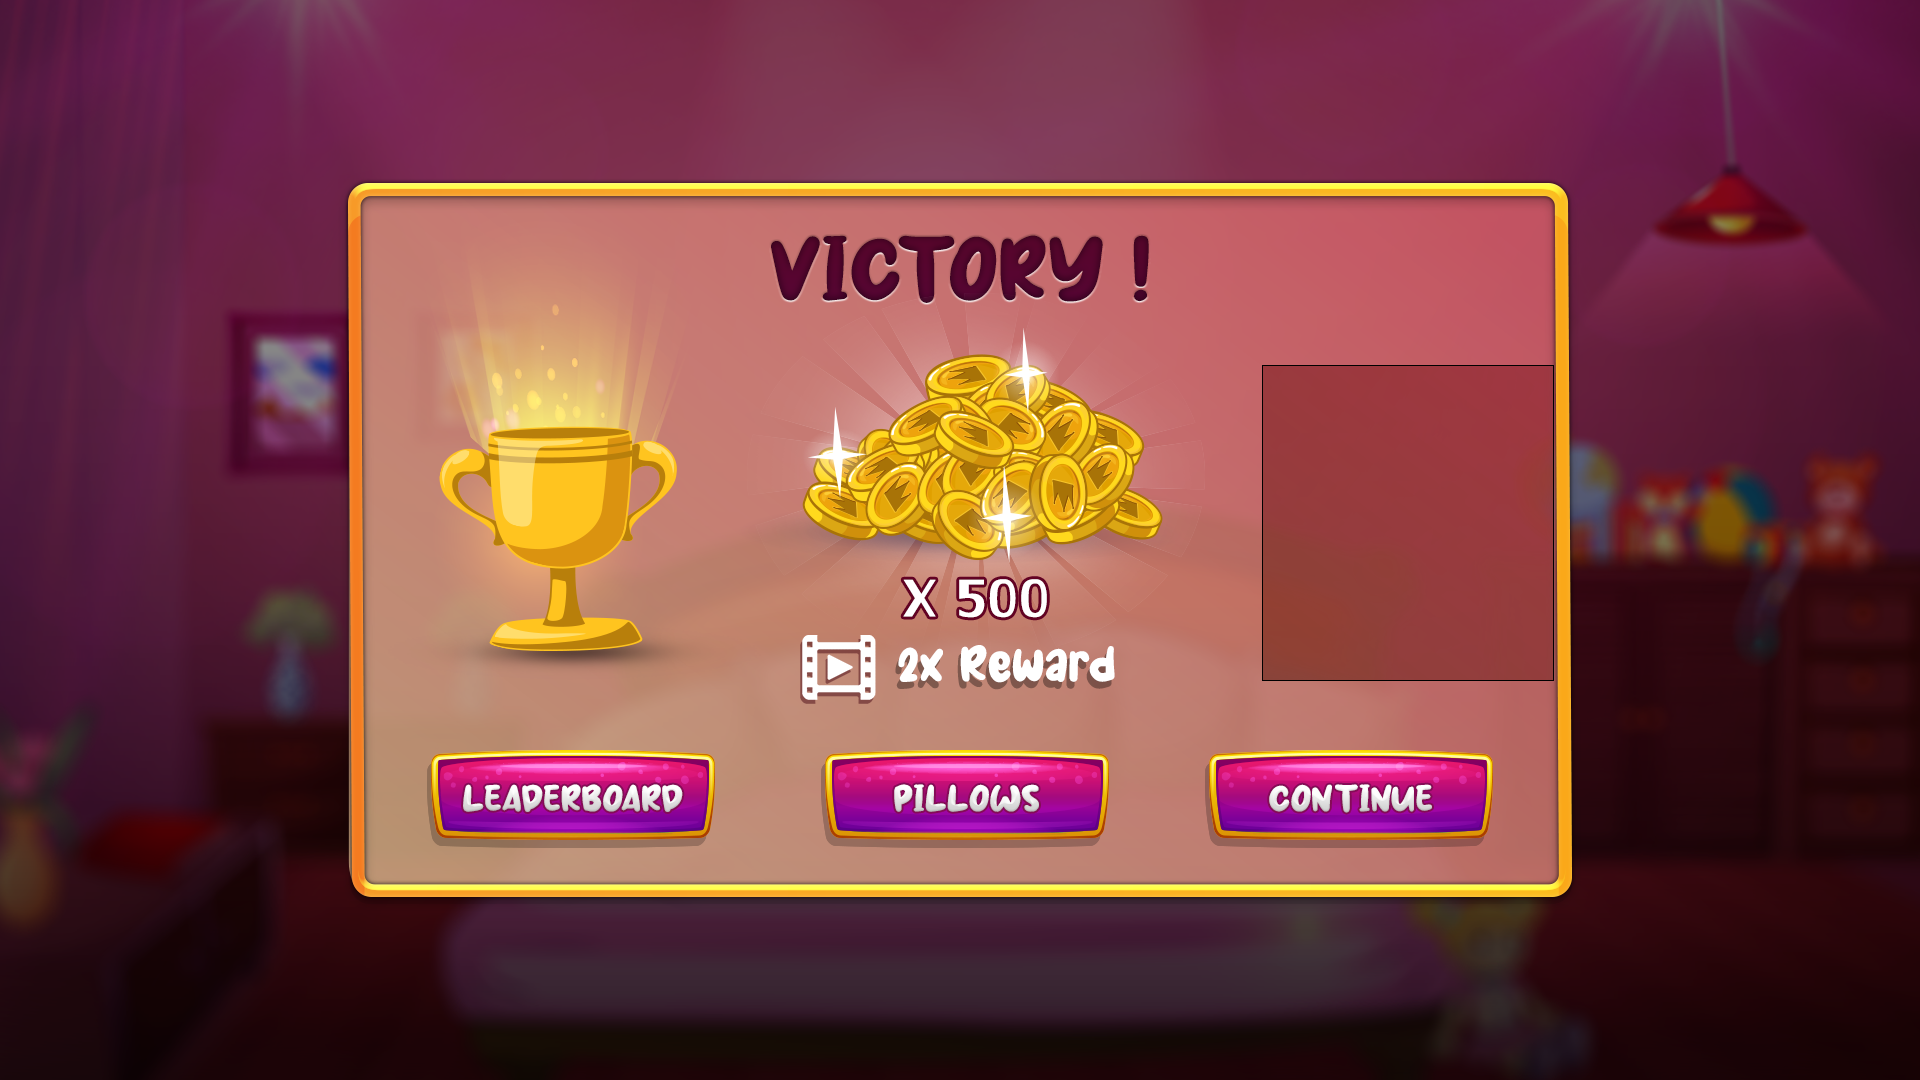 VICTORY !
X 500
2x Reward
LEADERBOARD
PILLOWS
CONTINUE